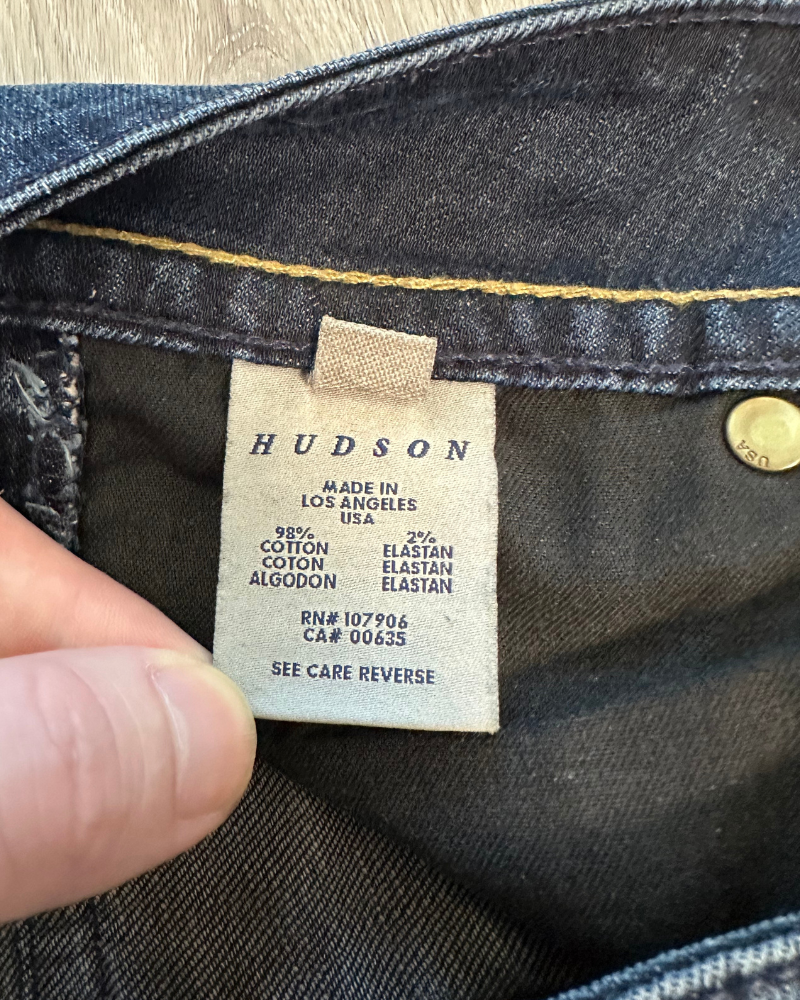 HUDSON
MADE IN
LOS ANGELES
USA
98% 2%
COTTON ELASTAN
COTON ELASTAN
ALGODON ELASTAN
RN# 107906
CA# 00635
SEE CARE REVERSE
USA